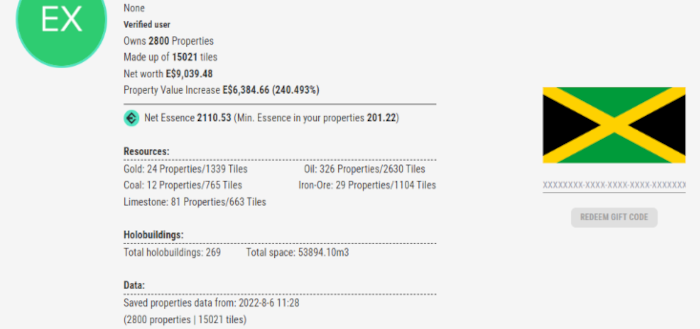 EX
None
Verified user
Owns 2800 Properties
Made up of 15021 tiles
Net worth E$9,039.48
Property Value Increase E$6,384.66 (240.493%)
Net Essence 2110.53 (Min. Essence in your properties 201.22)
Resources:
Gold: 24 Properties/1339 Tiles Oil: 326 Properties/2630 Tiles
Coal: 12 Properties/765 Tiles Iron-Ore: 29 Properties/1104 Tiles
Limestone: 81 Properties/663 Tiles
Holobuildings:
Total holobuildings: 269 Total space: 53894.10m3
Data:
Saved properties data from: 2022-8-6 11:28
(2800 properties | 15021 tiles)
XXXXXXXX-XXXX-XXXX-XXXX-XXXXXXX
REDEEM GIFT CODE